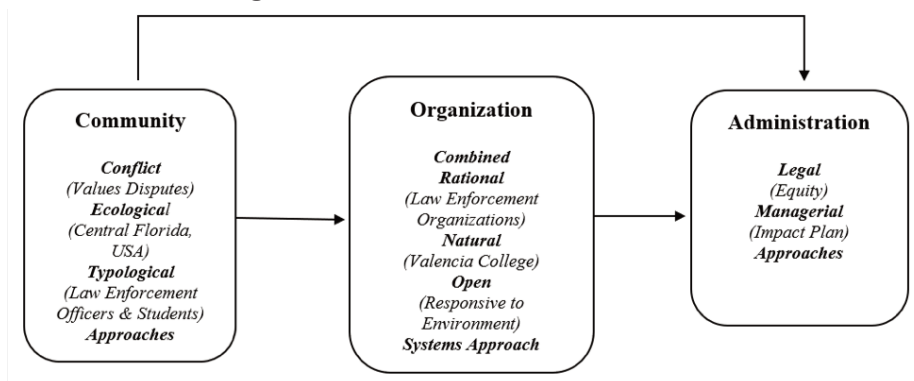 Community
Conflict
(Values Disputes)
Ecological
(Central Florida,
USA)
Typological
(Law Enforcement
Officers & Students)
Approaches
Organization
Combined
Rational
(Law Enforcement
Organizations)
Natural
(Valencia College)
Open
(Responsive to
Environment)
Systems Approach
Administration
Legal
(Equity)
Managerial
(Impact Plan)
Approaches